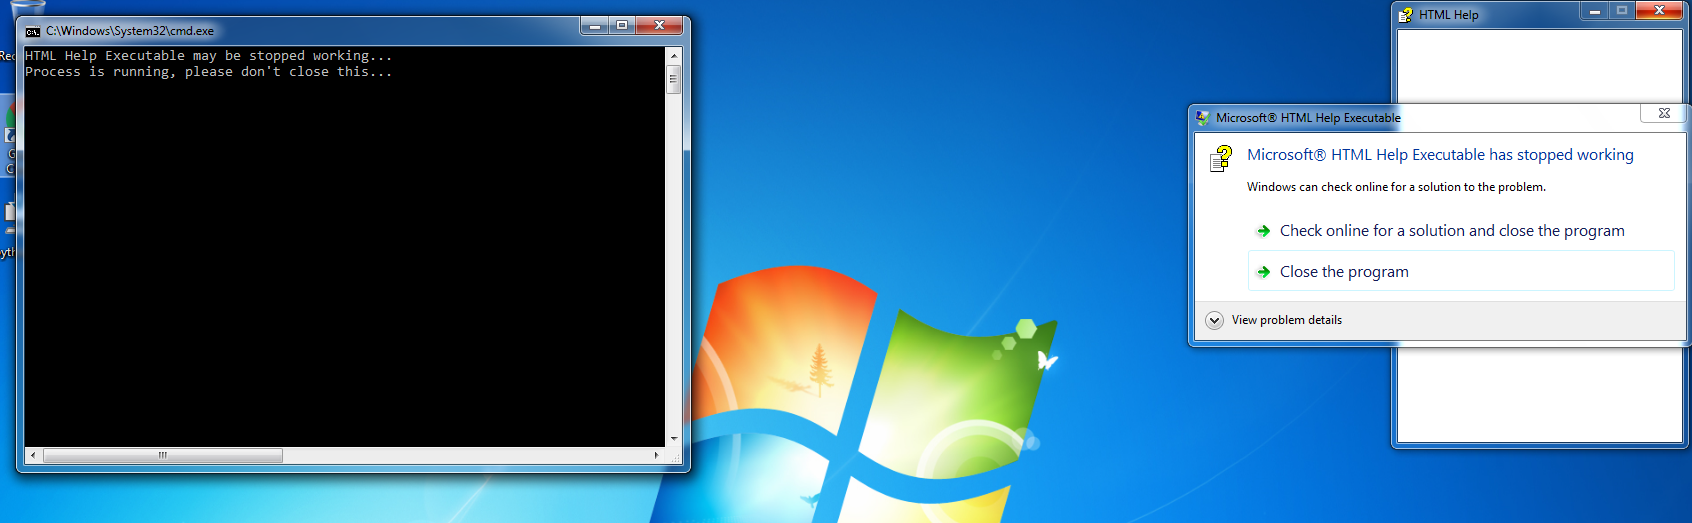 C:\Windows\System32\cmd.exe
HTML Help Executable may be stopped working...
Process is running, please don't close this...
HTML Help
Microsoft® HTML Help Executable
Microsoft® HTML Help Executable has stopped working
Windows can check online for a solution to the problem.
Check online for a solution and close the program
Close the program
View problem details